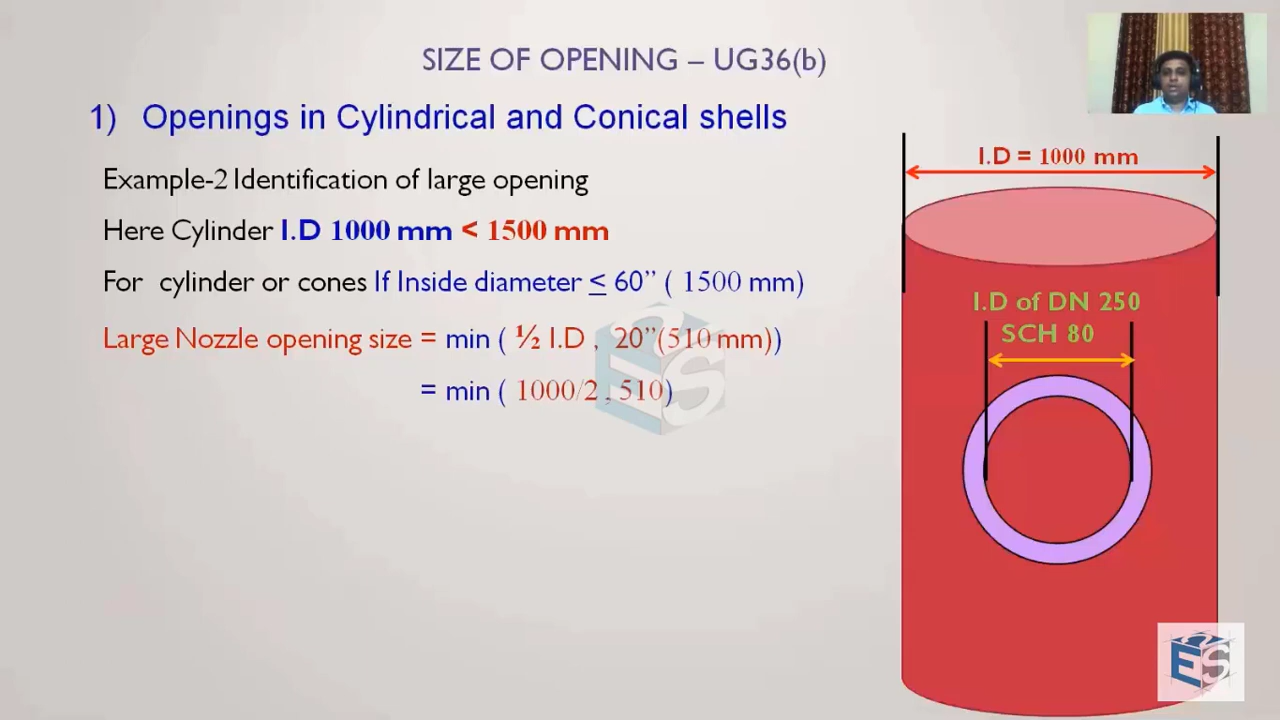 SIZE OF OPENING – UG36(b)
1) Openings in Cylindrical and Conical shells
Example-2 Identification of large opening
Here Cylinder I.D 1000 mm < 1500 mm
For cylinder or cones If Inside diameter ≤ 60” ( 1500 mm)
Large Nozzle opening size = min ( ½ I.D , 20”(510 mm))
= min ( 1000/2 , 510)
I.D = 1000 mm
I.D of DN 250
SCH 80
ES
ES